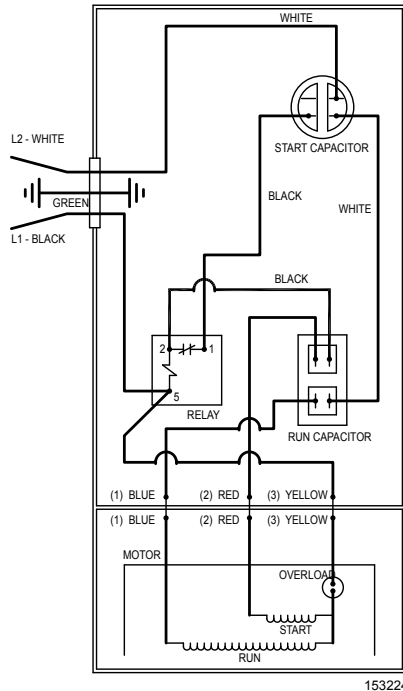 WHITE
L2 - WHITE
START CAPACITOR
BLACK
GREEN
WHITE
L1 - BLACK
BLACK
2
1
5
RELAY
RUN CAPACITOR
(1) BLUE (2) RED (3) YELLOW
(1) BLUE (2) RED (3) YELLOW
MOTOR
OVERLOAD
START
RUN
153224